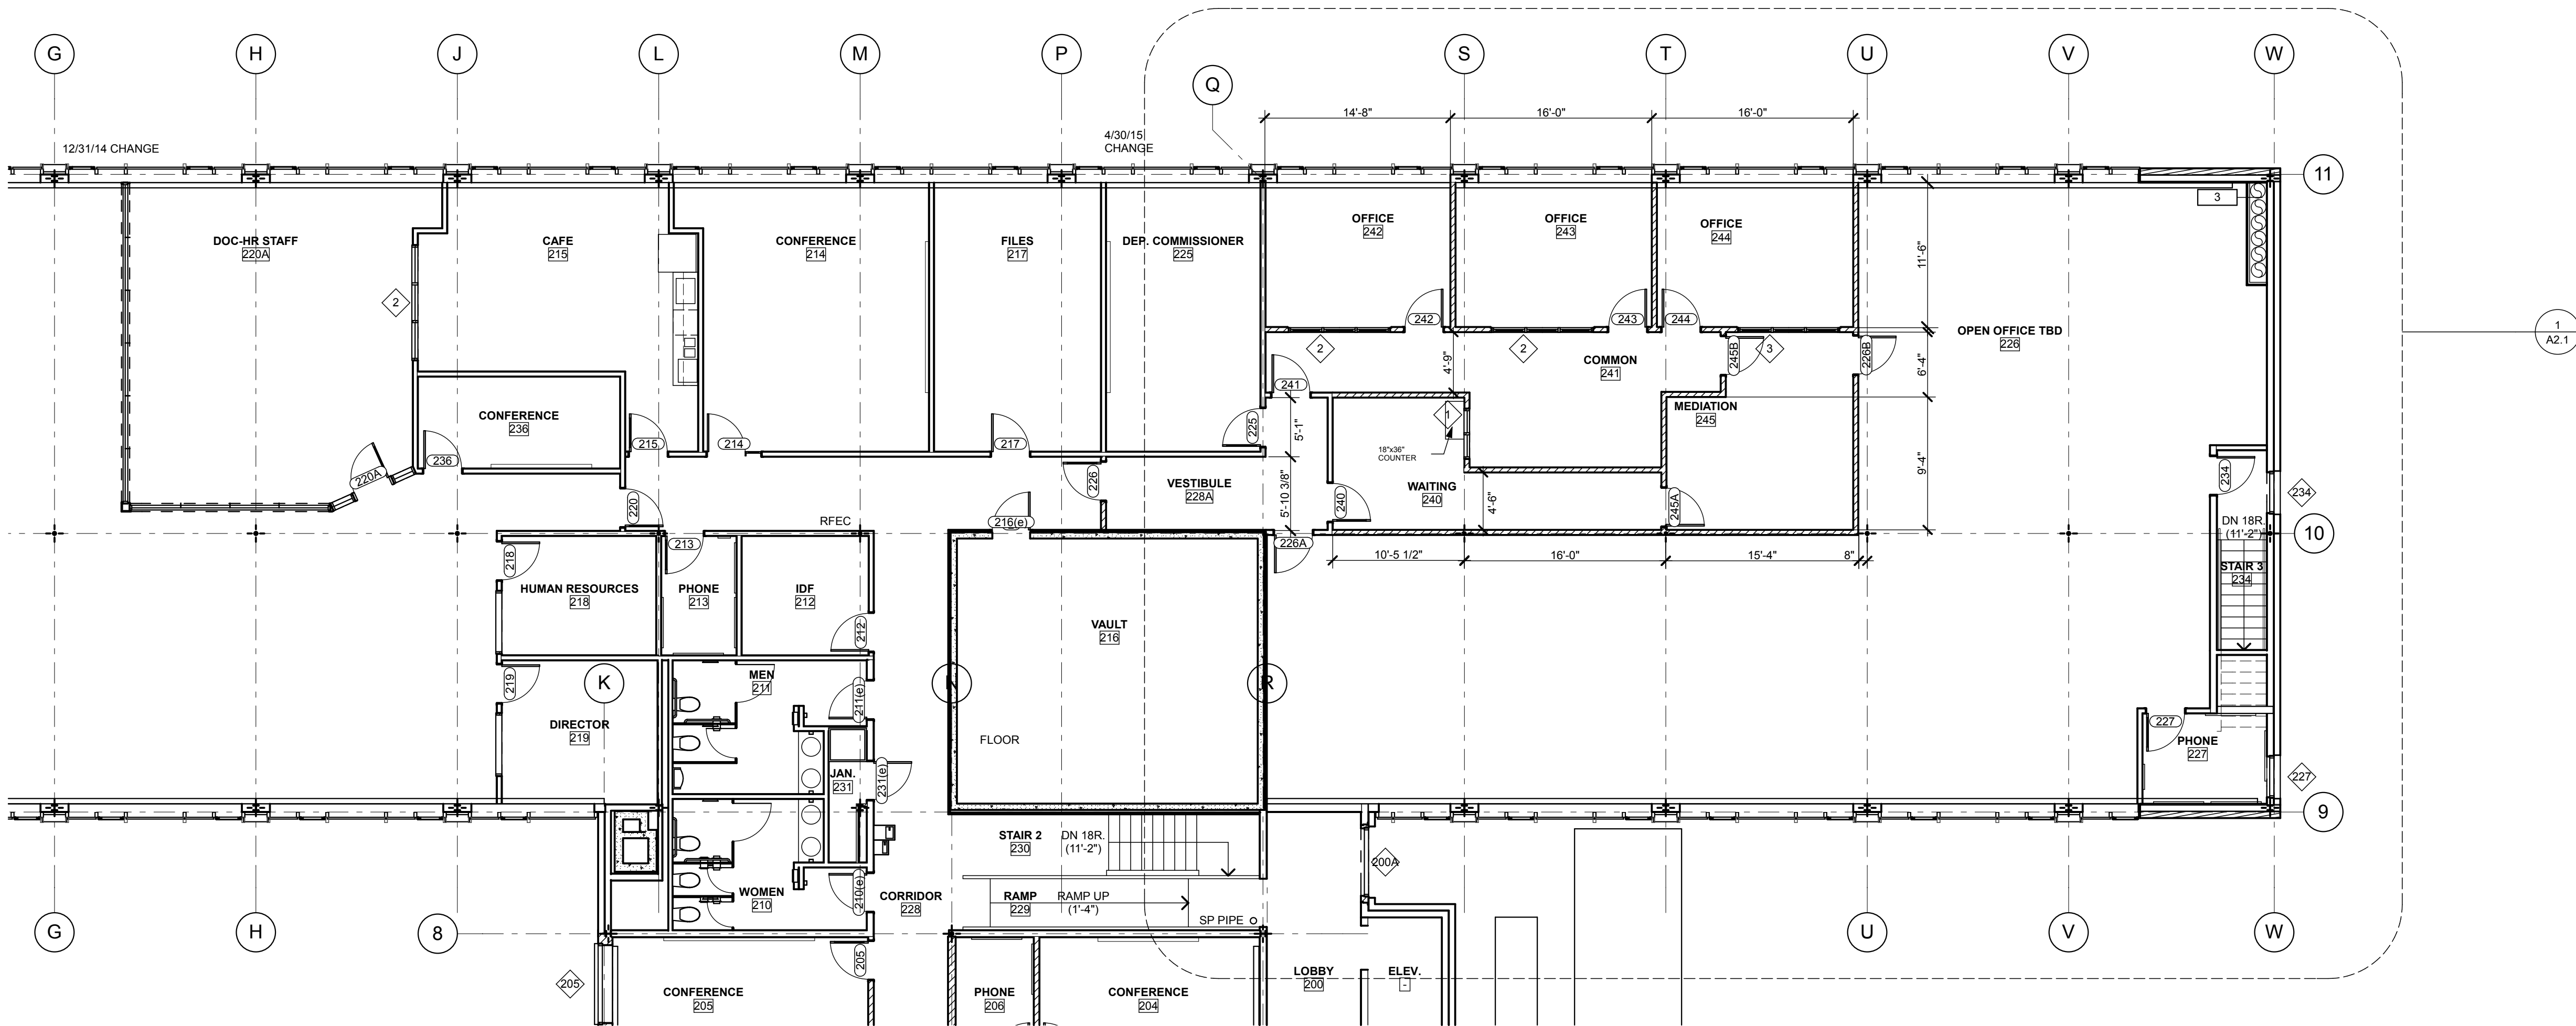 G
H
J
L
M
P
Q
S
T
U
V
W
14'-8"
16'-0"
16'-0"
12/31/14 CHANGE
4/30/15
CHANGE
11
3
DOC-HR STAFF
220A
CAFE
215
CONFERENCE
214
FILES
217
DEP. COMMISSIONER
225
OFFICE
242
OFFICE
243
OFFICE
244
11'-6"
2
242
243
244
OPEN OFFICE TBD
226
1
A2.1
2
2
3
245B
226B
COMMON
241
4'-9"
6'-4"
241
CONFERENCE
236
MEDIATION
245
1
18"x36"
COUNTER
5'-1"
225
215
214
217
236
220A
9'-4"
226
VESTIBULE
228A
WAITING
240
240
4'-6"
245A
5'-10 3/8"
234
234
220
RFEC
216(e)
213
226A
DN 18R.
(11'-2")
10
10'-5 1/2"
16'-0"
15'-4"
8"
218
HUMAN RESOURCES
218
PHONE
213
IDF
212
212
STAIR 3
234
VAULT
216
219
K
MEN
211
211(e)
N
R
DIRECTOR
219
FLOOR
227
PHONE
227
227
JAN.
231
231(e)
9
STAIR 2
230
DN 18R.
(11'-2")
200A
WOMEN
210
210(e)
CORRIDOR
228
RAMP
229
RAMP UP
(1'-4")
SP PIPE
G
H
8
U
V
W
205
205
CONFERENCE
205
PHONE
206
CONFERENCE
204
LOBBY
200
ELEV.
-